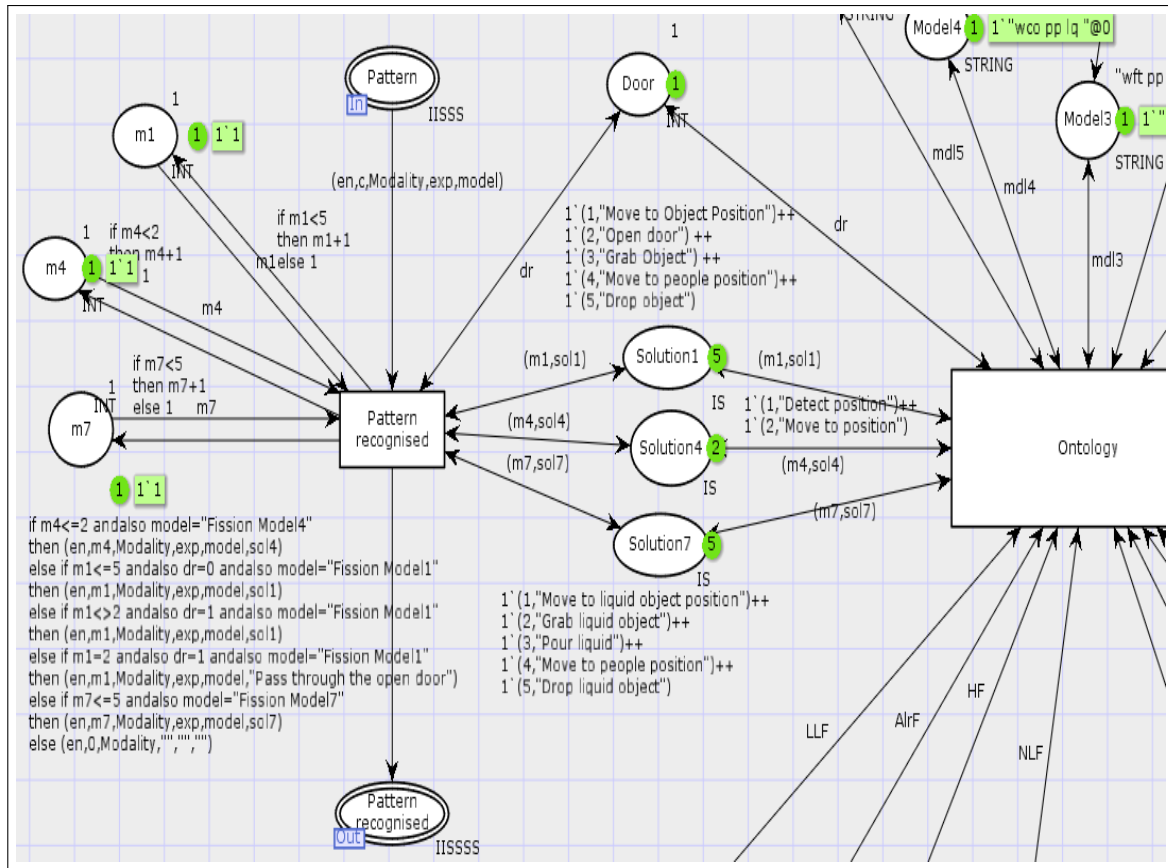 STRING
Model4
1
1`"wco pp lq "@0
STRING
"wft pp
Model3
1
1`"
STRING
1
Door
1
INT
Pattern
In
IISSS
1
m1
1
1`1
INT
(en,c,Modality,exp,model)
mdl5
mdl4
mdl3
if m1<5
then m1+1
else 1
m1
1
if m4<2
then m4+1
1
m4
1
1`1
INT
m4
dr
dr
1`(1,"Move to Object Position")++
1`(2,"Open door") ++
1`(3,"Grab Object") ++
1`(4,"Move to people position")++
1`(5,"Drop object")
if m7<5
then m7+1
else 1
m7
1
INT
m7
1
1`1
Pattern
recognised
(m1,sol1)
Solution1
5
IS
(m1,sol1)
1`(1,"Detect position")++
1`(2,"Move to position")
(m4,sol4)
Solution4
2
IS
(m4,sol4)
(m7,sol7)
Solution7
5
IS
(m7,sol7)
Ontology
1`(1,"Move to liquid object position")++
1`(2,"Grab liquid object")++
1`(3,"Pour liquid")++
1`(4,"Move to people position")++
1`(5,"Drop liquid object")
if m4<=2 andalso model="Fission Model4"
then (en,m4,Modality,exp,model,sol4)
else if m1<=5 andalso dr=0 andalso model="Fission Model1"
then (en,m1,Modality,exp,model,sol1)
else if m1<>2 andalso dr=1 andalso model="Fission Model1"
then (en,m1,Modality,exp,model,sol1)
else if m1=2 andalso dr=1 andalso model="Fission Model1"
then (en,m1,Modality,exp,model,"Pass through the open door")
else if m7<=5 andalso model="Fission Model7"
then (en,m7,Modality,exp,model,sol7)
else (en,0,Modality,"","","")
LLF
AlrF
HF
NLF
Pattern
recognised
Out
IISSSS